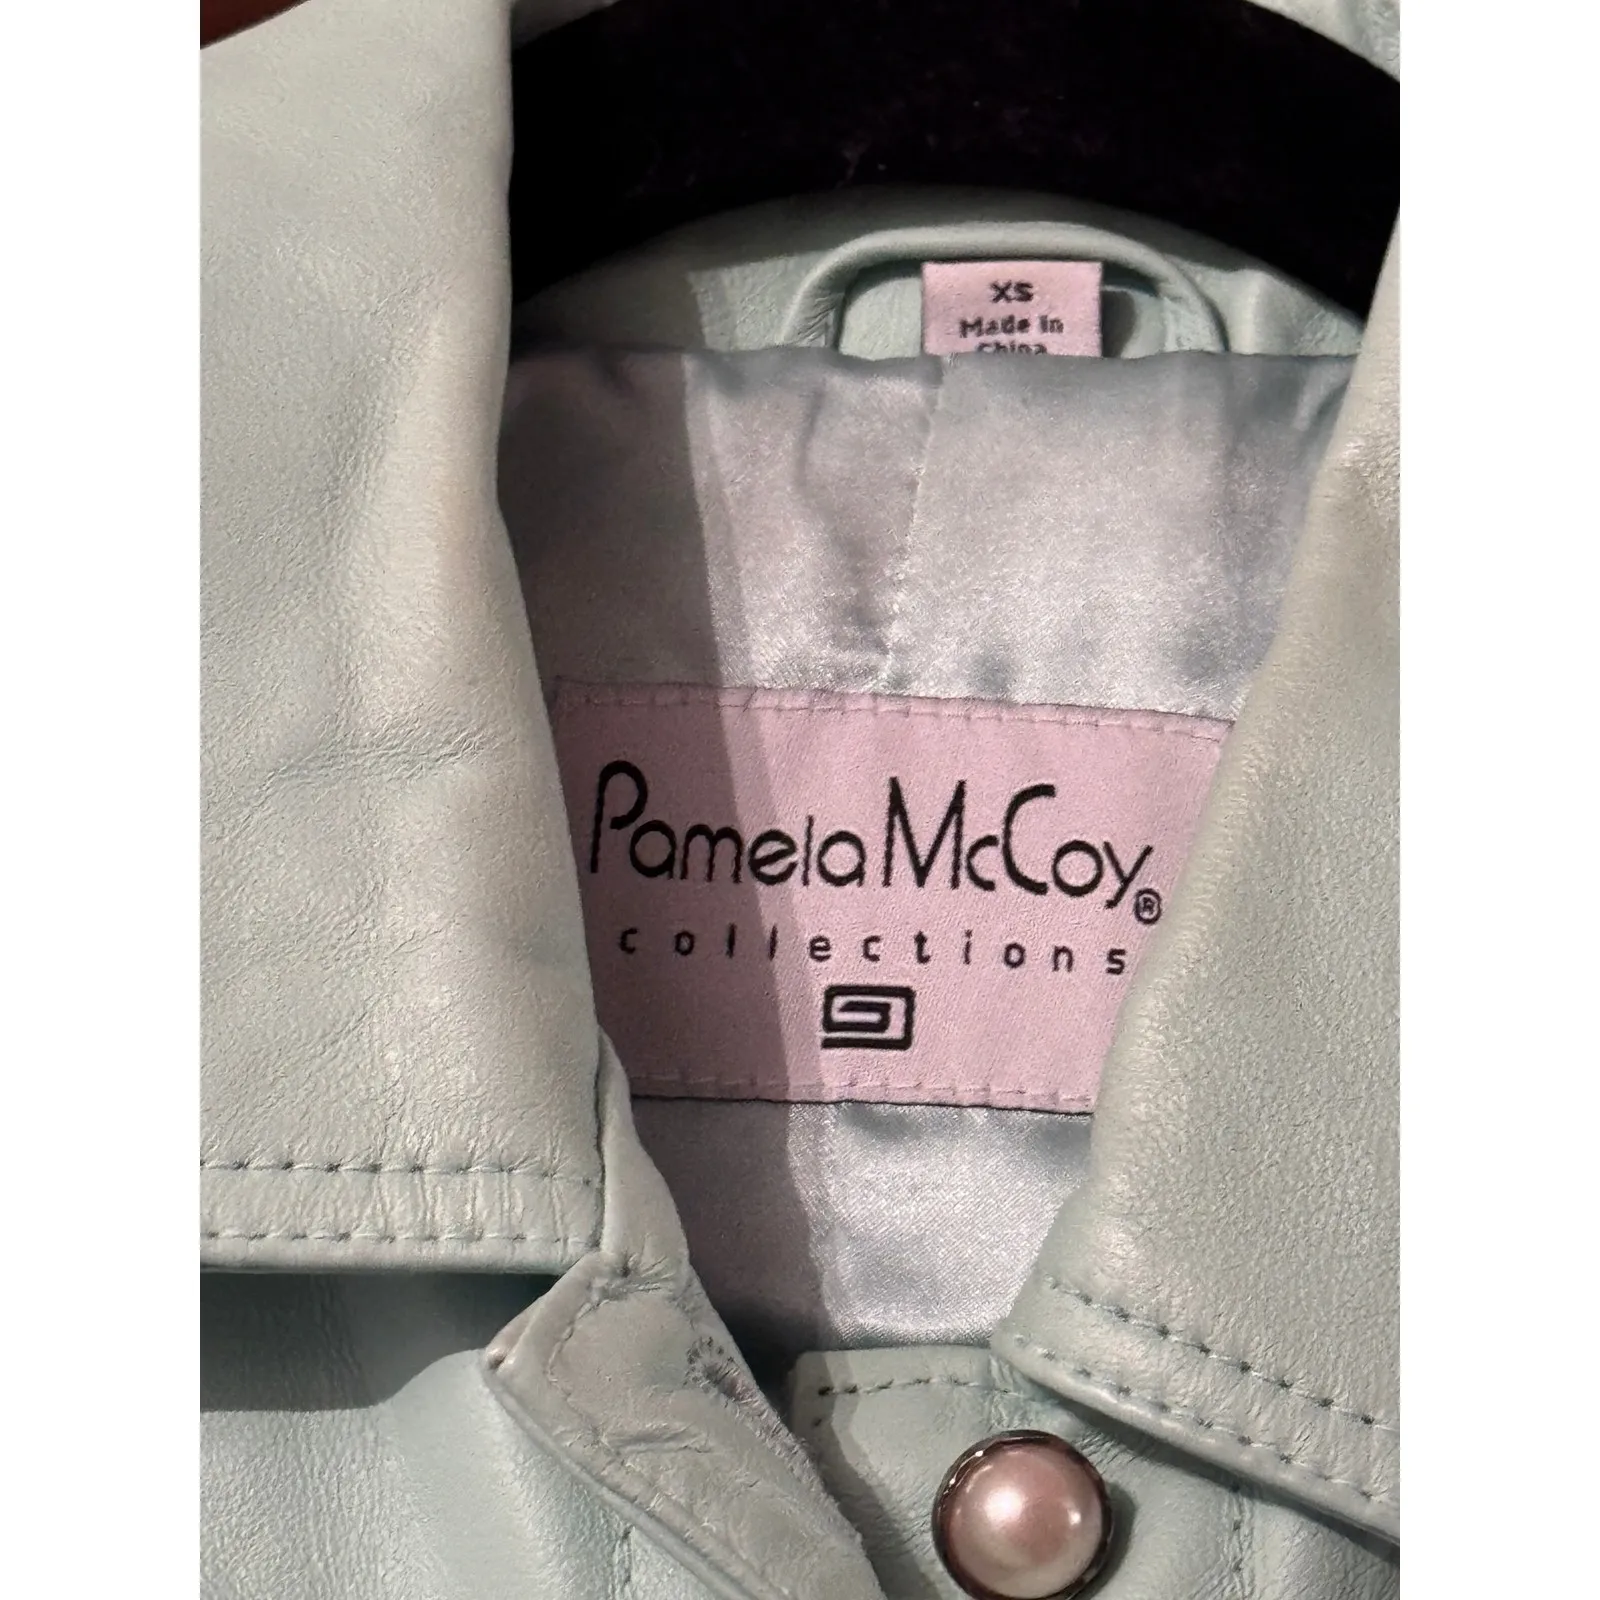 XS
Made in
China
Pamela McCoy®
collections